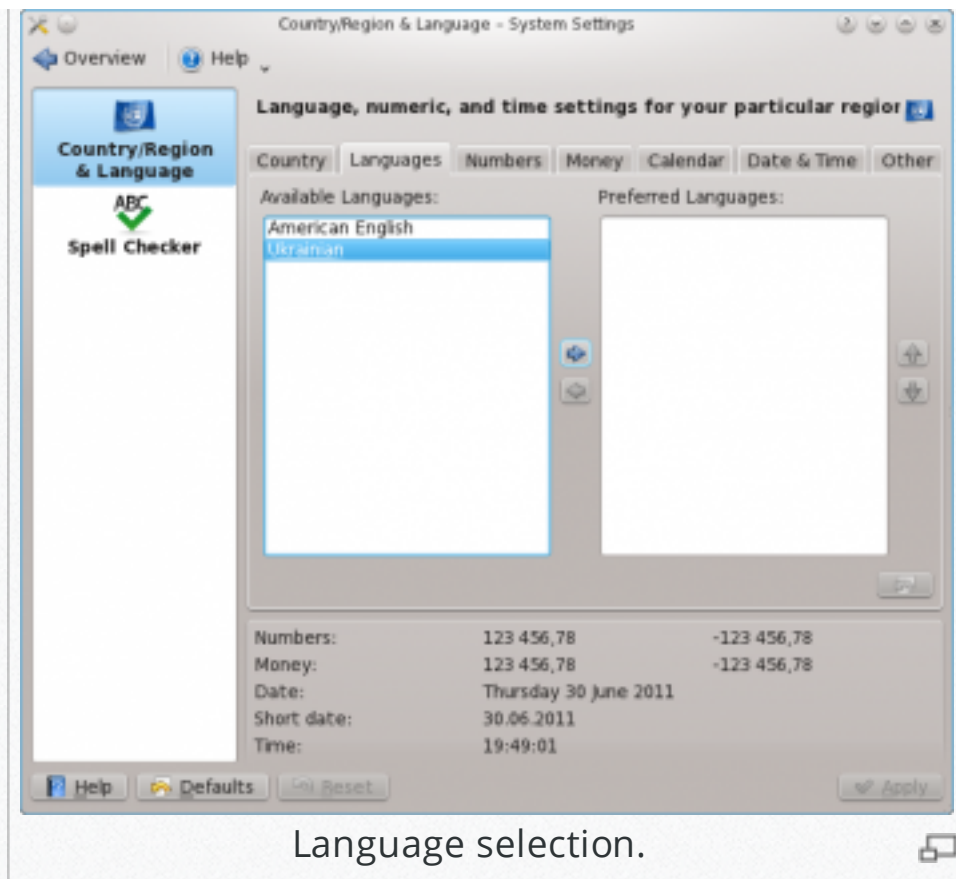 Country/Region & Language – System Settings
Overview
Help
Country/Region
& Language
ABC
Spell Checker
Language, numeric, and time settings for your particular region
Country Languages Numbers Money Calendar Date & Time Other
Available Languages:
American English
Ukrainian
Preferred Languages:
Numbers: 123 456,78 -123 456,78
Money: 123 456,78 -123 456,78
Date: Thursday 30 June 2011
Short date: 30.06.2011
Time: 19:49:01
Help Defaults Reset Apply
Language selection.